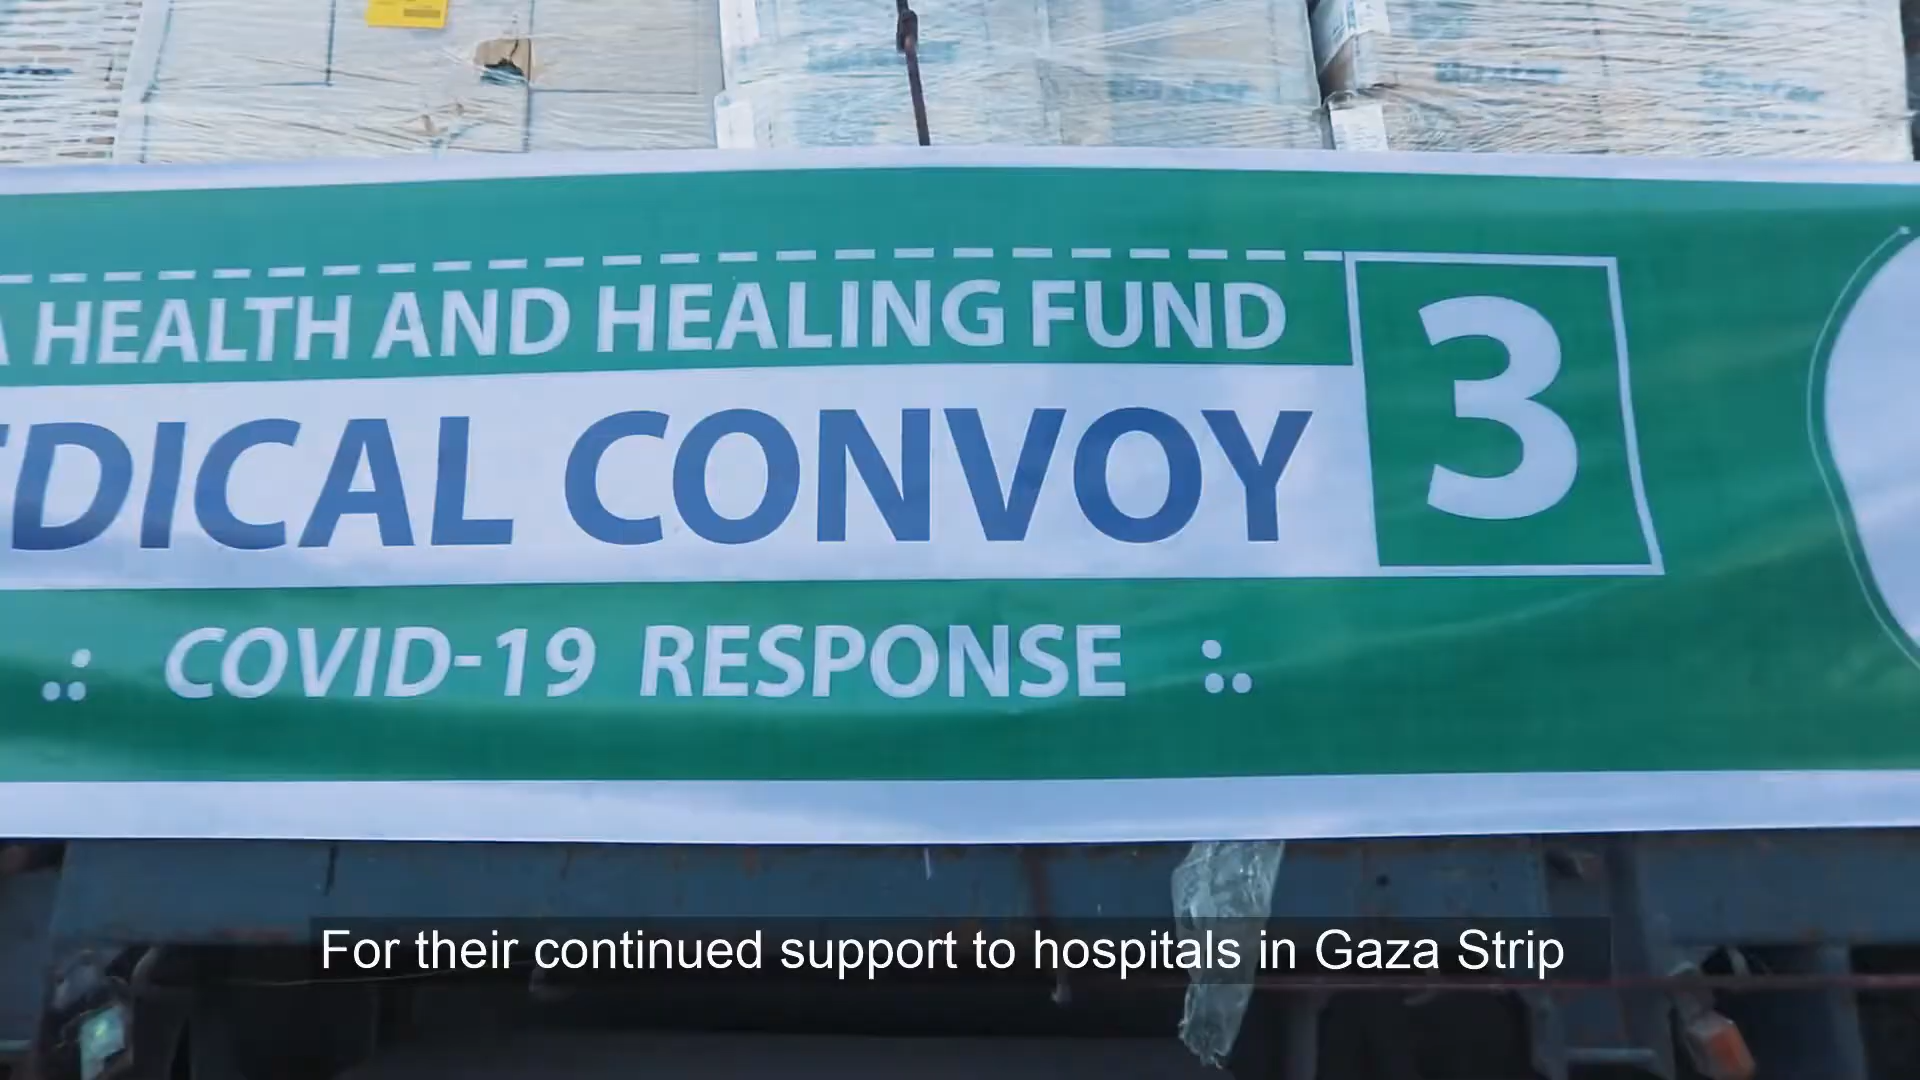 HEALTH AND HEALING FUND
DICAL CONVOY
3
COVID-19 RESPONSE
For their continued support to hospitals in Gaza Strip